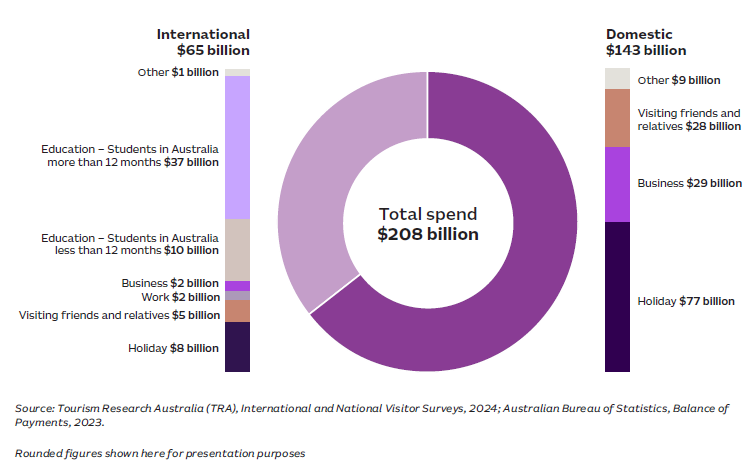 International
$65 billion
Other $1 billion
Education – Students in Australia
more than 12 months $37 billion
Education – Students in Australia
less than 12 months $10 billion
Business $2 billion
Work $2 billion
Visiting friends and relatives $5 billion
Holiday $8 billion
Total spend
$208 billion
Domestic
$143 billion
Other $9 billion
Visiting friends and
relatives $28 billion
Business $29 billion
Holiday $77 billion
Source: Tourism Research Australia (TRA), International and National Visitor Surveys, 2024; Australian Bureau of Statistics, Balance of
Payments, 2023.
Rounded figures shown here for presentation purposes